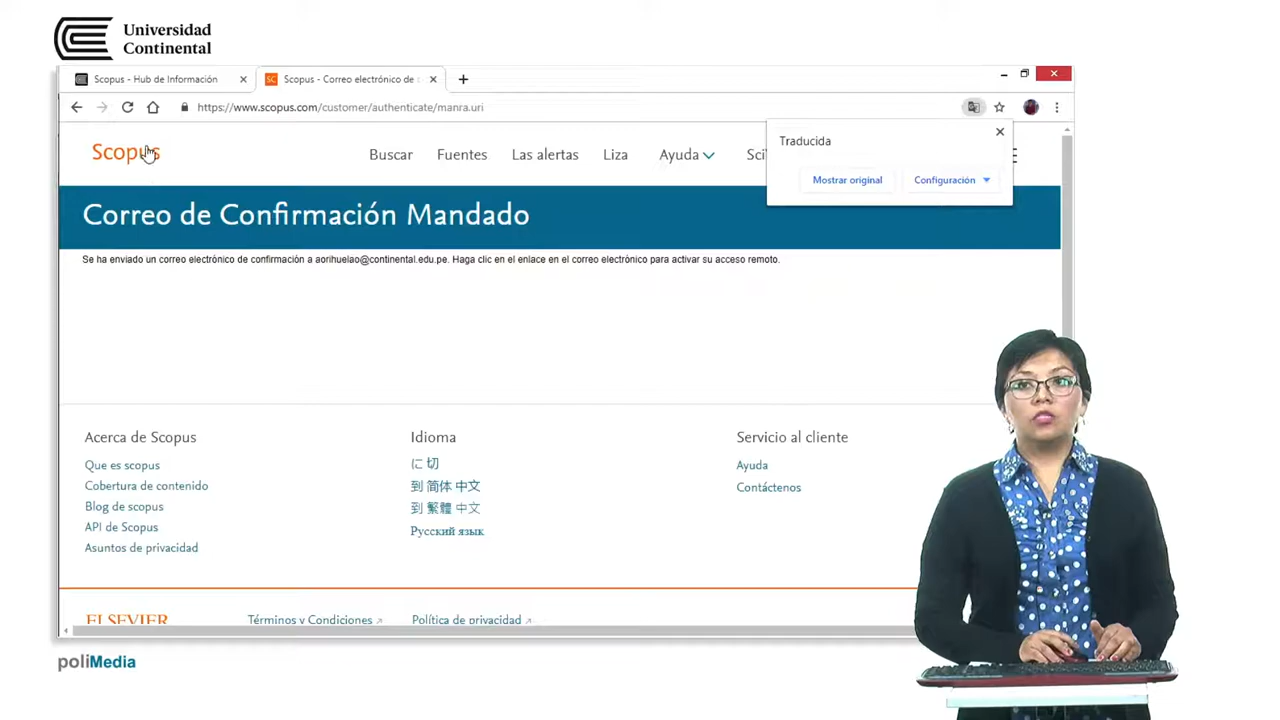 Universidad
Continental
Scopus - Hub de Información
SC
Scopus - Correo electrónico de c
https://www.scopus.com/customer/authenticate/manra.uri
Traducida
Mostrar original
Configuración
Scopus
Buscar
Fuentes
Las alertas
Liza
Ayuda
Sci
Correo de Confirmación Mandado
Se ha enviado un correo electrónico de confirmación a aorihuelao@continental.edu.pe. Haga clic en el enlace en el correo electrónico para activar su acceso remoto.
Acerca de Scopus
Que es scopus
Cobertura de contenido
Blog de scopus
API de Scopus
Asuntos de privacidad
Idioma
に 切
到 简体 中文
到 繁體 中文
Русский язык
Servicio al cliente
Ayuda
Contáctenos
ELSEVIER
Términos y Condiciones
Política de privacidad
poliMedia